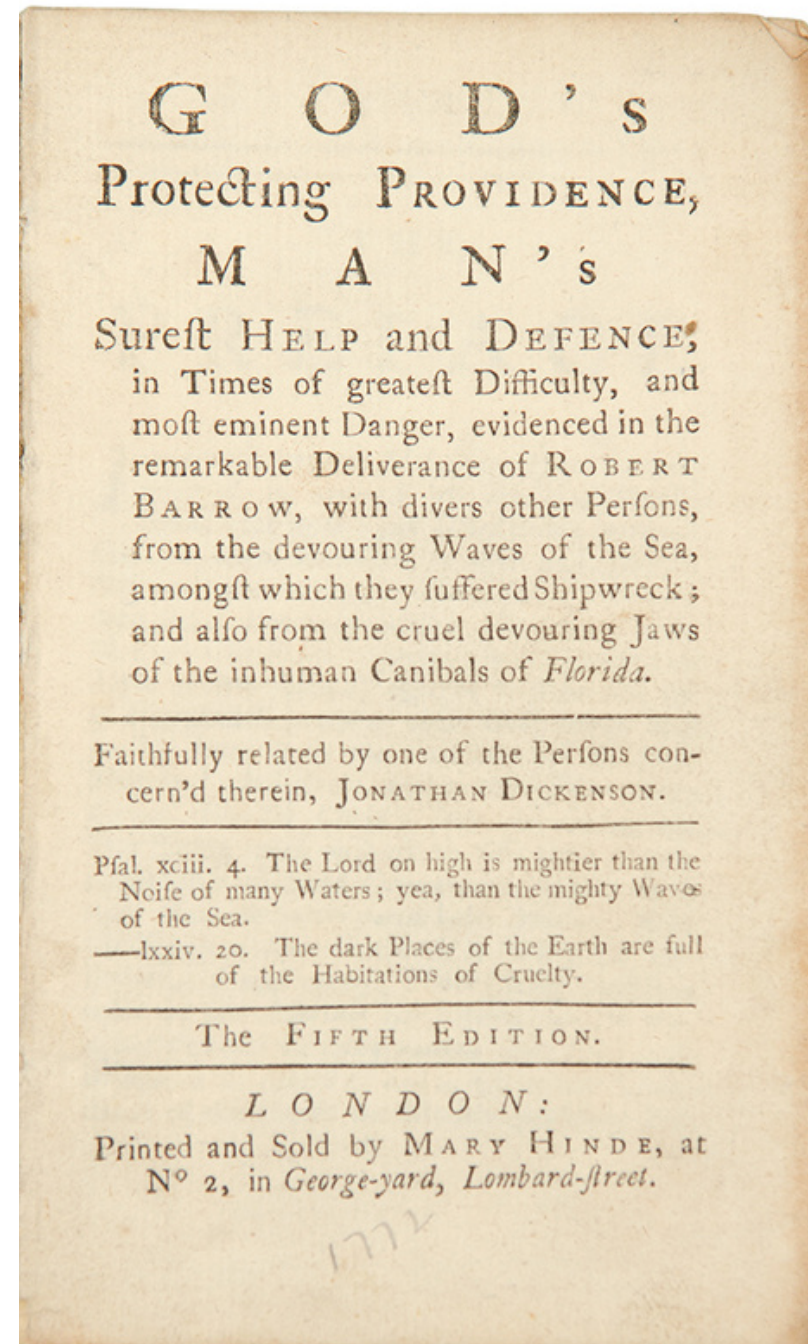 G O D's
Protecting PROVIDENCE,
M A N's
Sureſt HELP and DEFENCE,
in Times of greateſt Difficulty, and
moſt eminent Danger, evidenced in the
remarkable Deliverance of ROBERT
BARROW, with divers other Perſons,
from the devouring Waves of the Sea,
amongſt which they ſuffered Shipwreck;
and alſo from the cruel devouring Jaws
of the inhuman Canibals of Florida.
Faithfully related by one of the Perſons con-
cern'd therein, JONATHAN DICKENSON.
Pſal. xciii. 4. The Lord on high is mightier than the
Noiſe of many Waters; yea, than the mighty Waves
of the Sea.
——lxxiv. 20. The dark Places of the Earth are full
of the Habitations of Cruelty.
The FIFTH EDITION.
L O N D O N:
Printed and Sold by MARY HINDE, at
No 2, in George-yard, Lombard-ſtreet.
1772